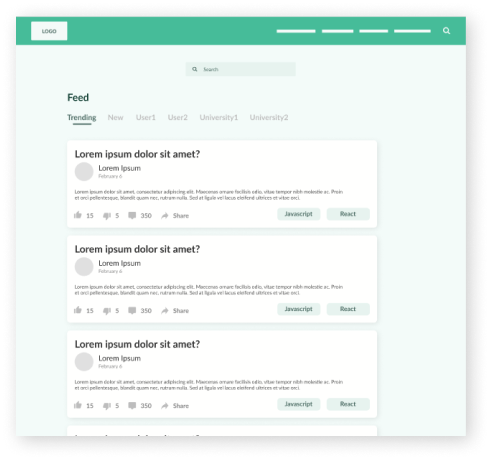 LOGO
Search
Feed
Trending New User1 User2 University1 University2
Lorem ipsum dolor sit amet?
Lorem Ipsum
February 6
Lorem ipsum dolor sit amet, consectetur adipiscing elit. Maecenas ornare facilisis odio, vitae tempor nibh molestie ac. Proin
et orci pellentesque, blandit quam nec, rutrum nulla. Sed at ligula vel lacus eleifend ultrices et vitae orci.
15 5 350 Share Javascript React
Lorem ipsum dolor sit amet?
Lorem Ipsum
February 6
Lorem ipsum dolor sit amet, consectetur adipiscing elit. Maecenas ornare facilisis odio, vitae tempor nibh molestie ac. Proin
et orci pellentesque, blandit quam nec, rutrum nulla. Sed at ligula vel lacus eleifend ultrices et vitae orci.
15 5 350 Share Javascript React
Lorem ipsum dolor sit amet?
Lorem Ipsum
February 6
Lorem ipsum dolor sit amet, consectetur adipiscing elit. Maecenas ornare facilisis odio, vitae tempor nibh molestie ac. Proin
et orci pellentesque, blandit quam nec, rutrum nulla. Sed at ligula vel lacus eleifend ultrices et vitae orci.
15 5 350 Share Javascript React
Lorem ipsum dolor sit amet?